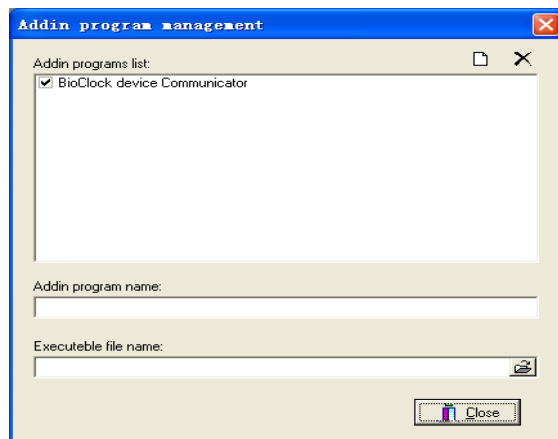 Addin program management
Addin programs list:
BioClock device Communicator
Addin program name:
Executeble file name:
Close